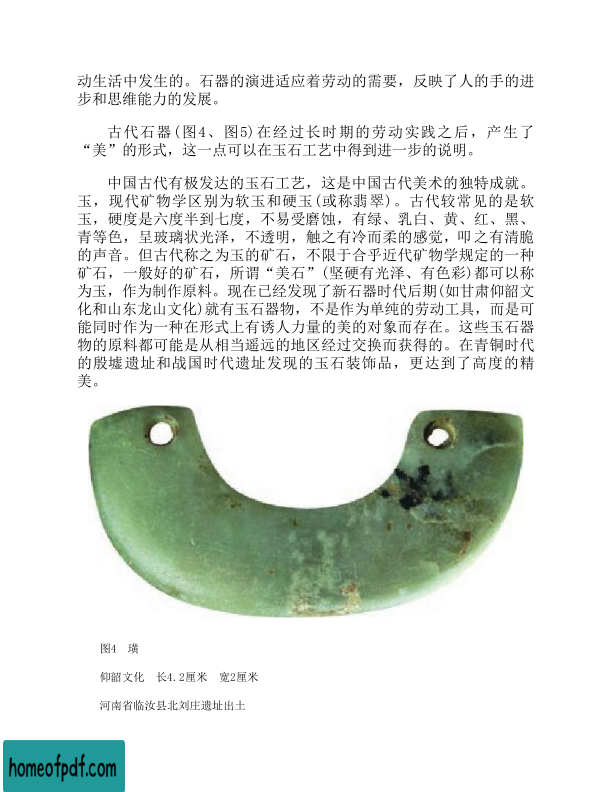 动生活中发生的。石器的演进适应着劳动的需要，反映了人的手的进
步和思维能力的发展。
古代石器(图4、图5)在经过长时期的劳动实践之后，产生了
“美”的形式，这一点可以在玉石工艺中得到进一步的说明。
中国古代有极发达的玉石工艺，这是中国古代美术的独特成就。
玉，现代矿物学区别为软玉和硬玉(或称翡翠)。古代较常见的是软
玉，硬度是六度半到七度，不易受磨蚀，有绿、乳白、黄、红、黑、
青等色，呈玻璃状光泽，不透明，触之有冷而柔的感觉，叩之有清脆
的声音。但古代称之为玉的矿石，不限于合乎近代矿物学规定的一种
矿石，一般好的矿石，所谓“美石”(坚硬有光泽、有色彩)都可以称
为玉，作为制作原料。现在已经发现了新石器时代后期(如甘肃仰韶文
化和山东龙山文化)就有玉石器物，不是作为单纯的劳动工具，而是可
能同时作为一种在形式上有诱人力量的美的对象而存在。这些玉石器
物的原料都可能是从相当遥远的地区经过交换而获得的。在青铜时代
的殷墟遗址和战国时代遗址发现的玉石装饰品，更达到了高度的精
美。
图4 璜
仰韶文化 长4.2厘米 宽2厘米
河南省临汝县北刘庄遗址出土
homeofpdf.com